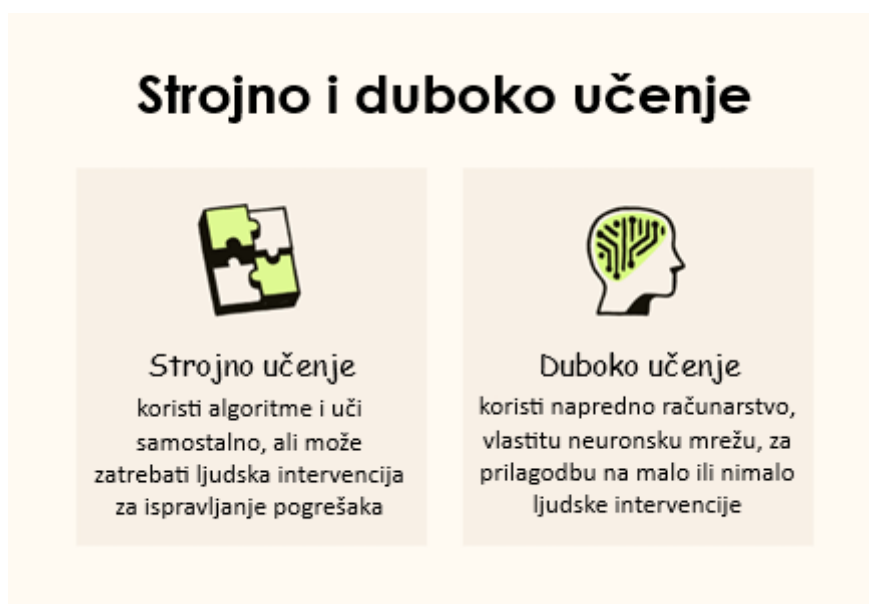 Strojno i duboko učenje
Strojno učenje
koristi algoritme i uči
samostalno, ali može
zatrebati ljudska intervencija
za ispravljanje pogrešaka
Duboko učenje
koristi napredno računarstvo,
vlastitu neuronsku mrežu, za
prilagodbu na malo ili nimalo
ljudske intervencije